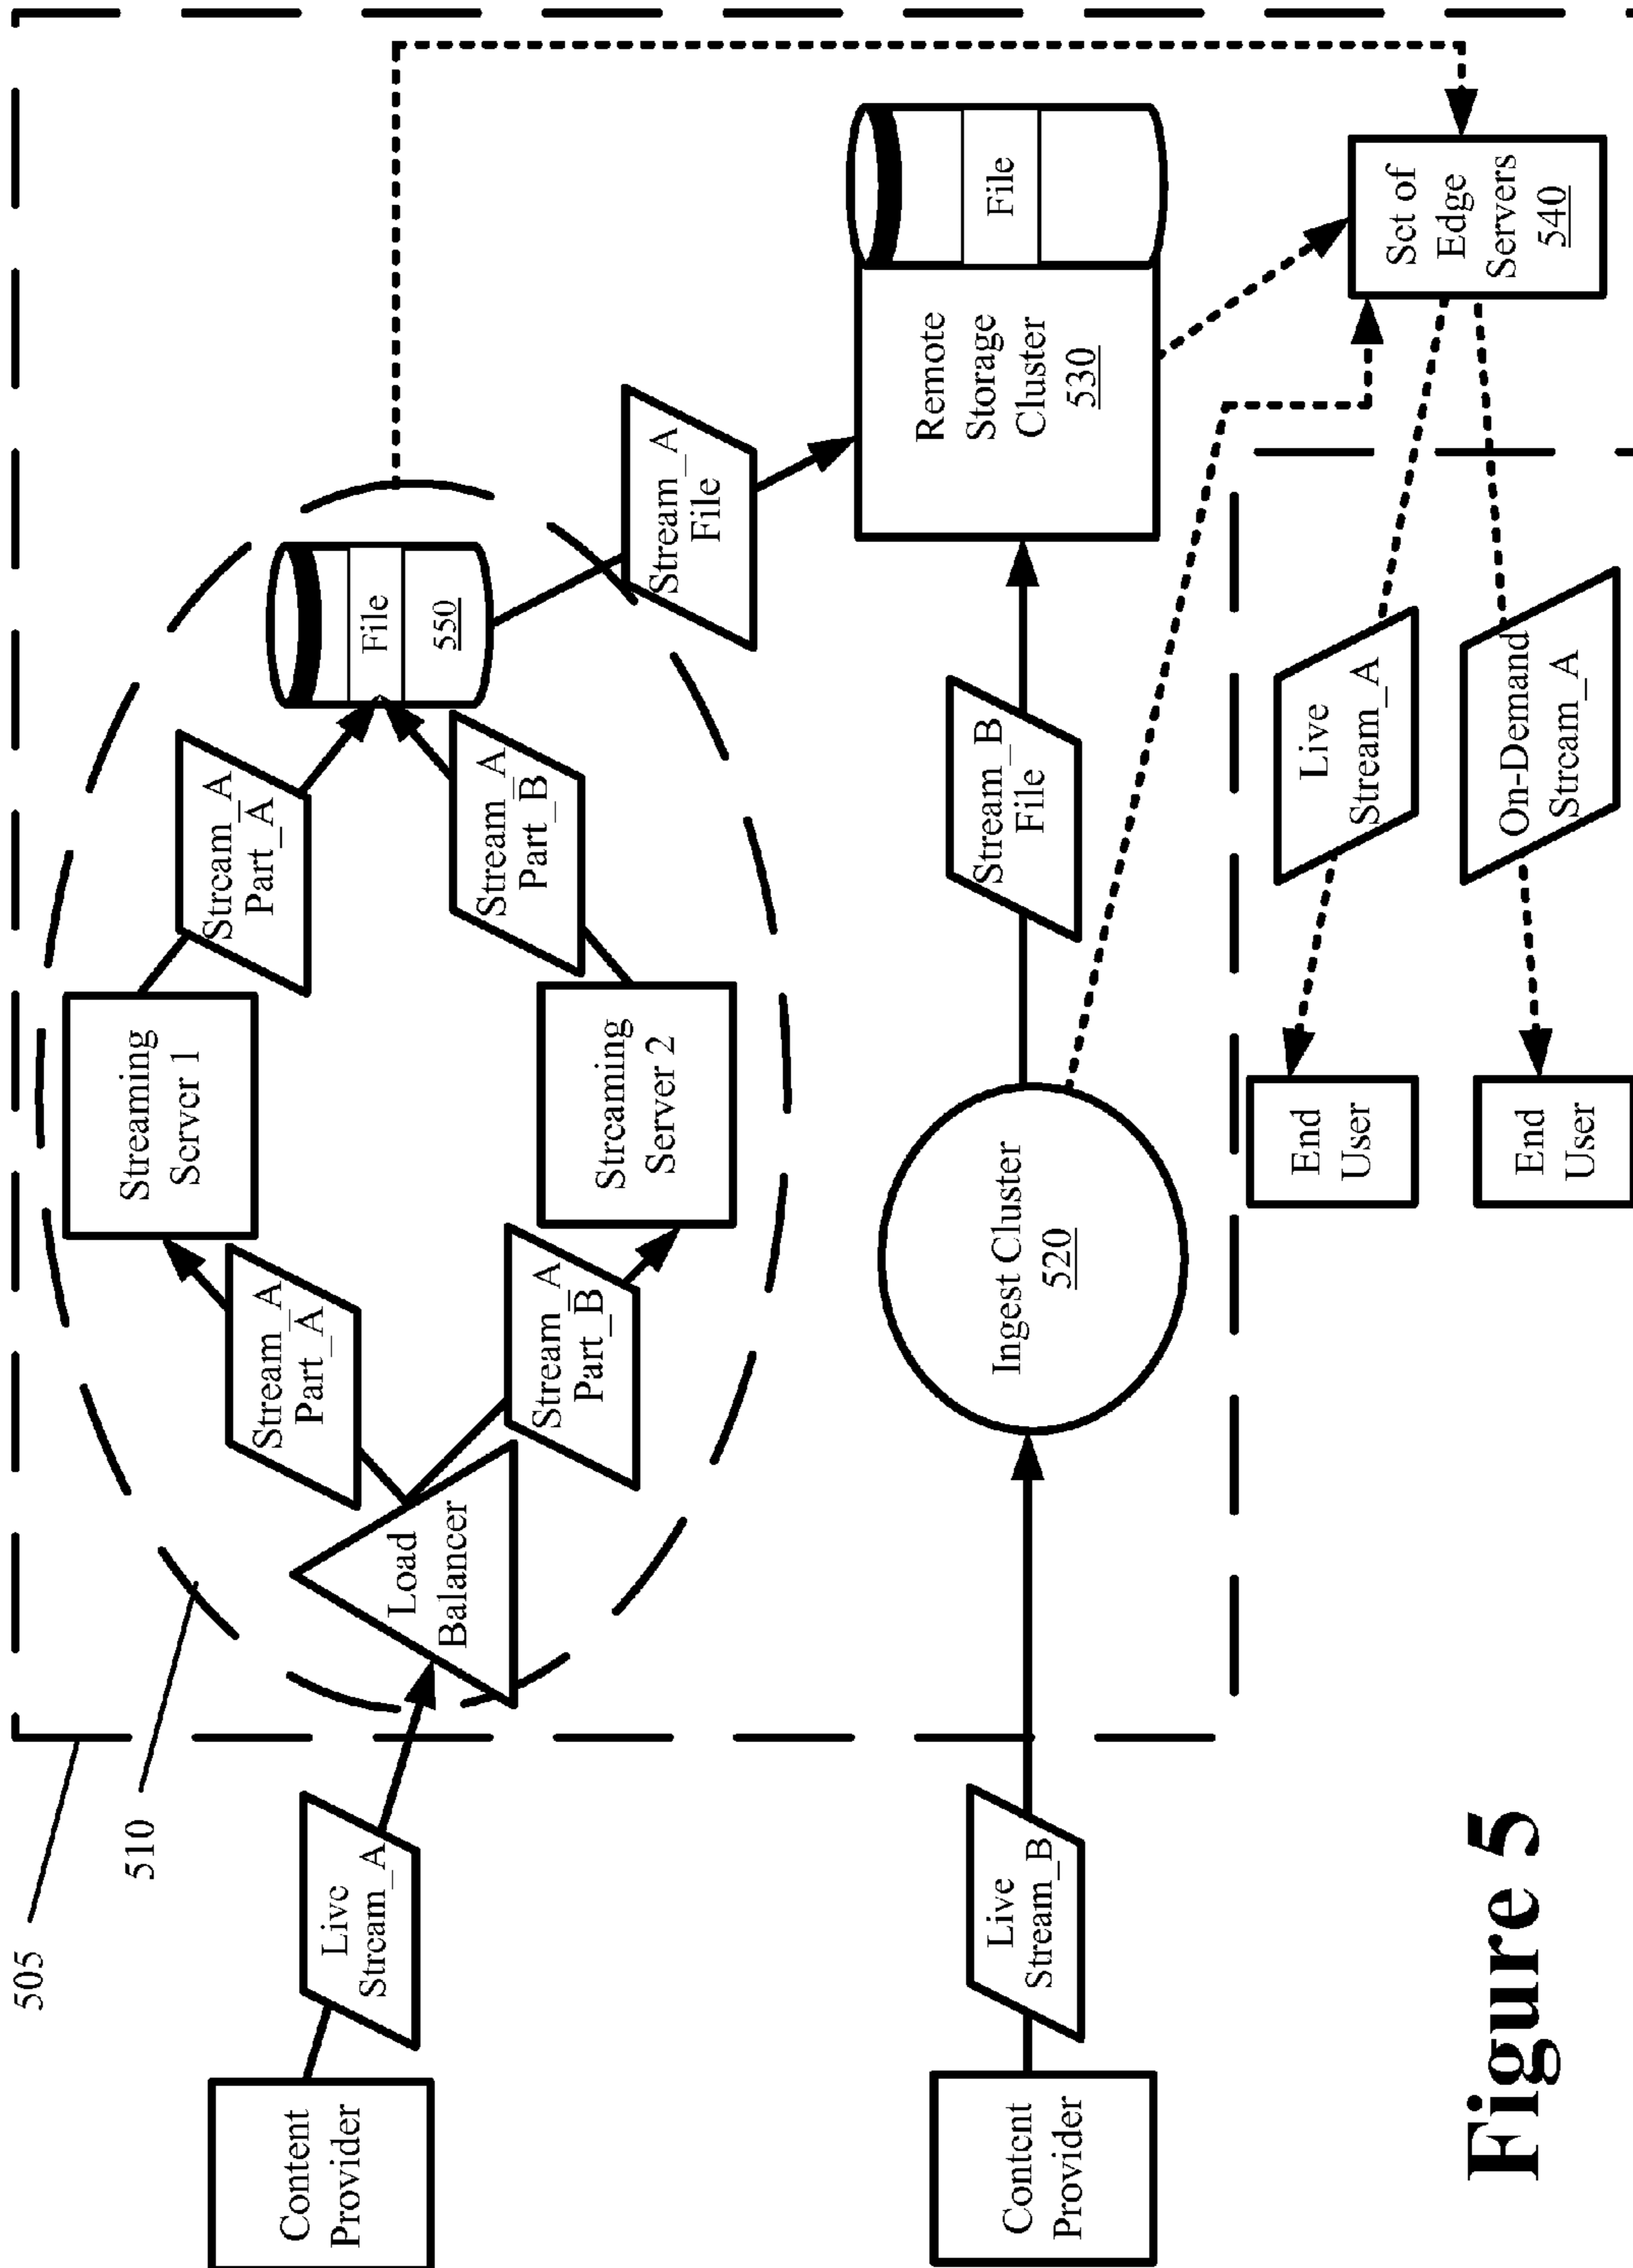 505
510
Content
Provider
Live
Stream_A
Load
Balancer
Stream_A
Part_A
Stream_A
Part_B
Streaming
Server 1
Streaming
Server 2
Stream_A
Part_A
Stream_A
Part_B
File
550
Stream_A
File
Content
Provider
Live
Stream_B
Ingest Cluster
520
Stream_B
File
Remote
Storage
Cluster
530
File
Set of
Edge
Servers
540
Live
Stream_A
On-Demand
Stream_A
End
User
End
User
Figure 5